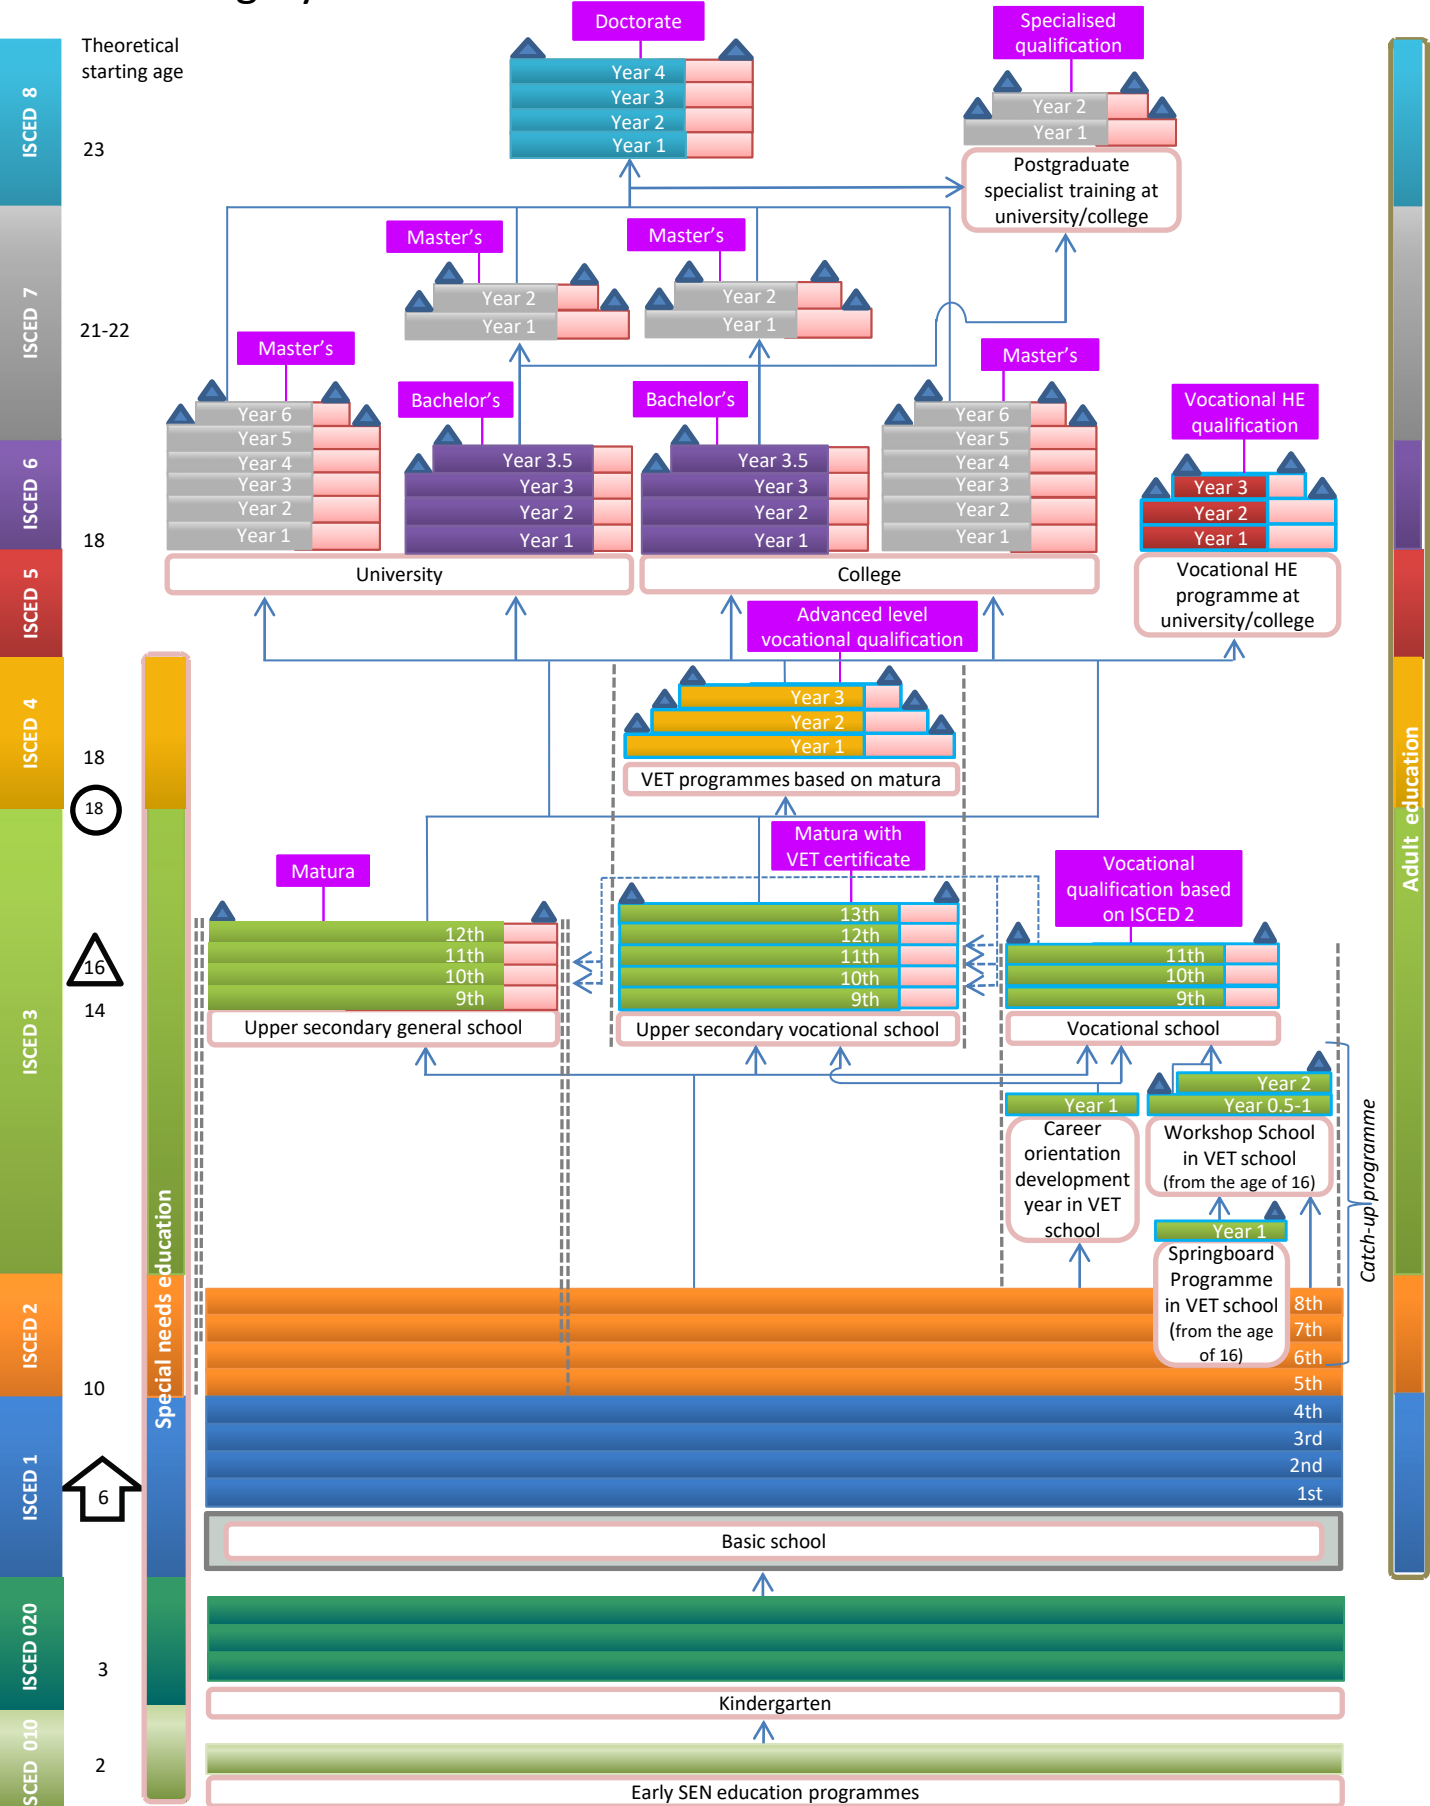 Theoretical
starting age
ISCED 8
23
Doctorate
Year 4
Year 3
Year 2
Year 1
Specialised
qualification
Year 2
Year 1
Postgraduate
specialist training at
university/college
ISCED 7
21-22
Master's
Year 2
Year 1
Master's
Year 2
Year 1
Master's
Year 6
Year 5
Year 4
Year 3
Year 2
Year 1
Bachelor's
Year 3.5
Year 3
Year 2
Year 1
Bachelor's
Year 3.5
Year 3
Year 2
Year 1
Master's
Year 6
Year 5
Year 4
Year 3
Year 2
Year 1
Vocational HE
qualification
Year 3
Year 2
Year 1
ISCED 6
18
University
College
Vocational HE
programme at
university/college
ISCED 5
Advanced level
vocational qualification
Year 3
Year 2
Year 1
VET programmes based on matura
ISCED 4
18
18
Adult education
Matura
12th
11th
10th
9th
Upper secondary general school
Matura with
VET certificate
13th
12th
11th
10th
9th
Upper secondary vocational school
Vocational
qualification based
on ISCED 2
11th
10th
9th
Vocational school
16
14
ISCED 3
Year 1
Career
orientation
development
year in VET
school
Year 2
Year 0.5-1
Workshop School
in VET school
(from the age of 16)
Year 1
Springboard
Programme
in VET school
(from the age
of 16)
Catch-up programme
Special needs education
ISCED 2
10
8th
7th
6th
5th
4th
3rd
2nd
1st
ISCED 1
6
Basic school
ISCED 020
3
Kindergarten
2
Early SEN education programmes